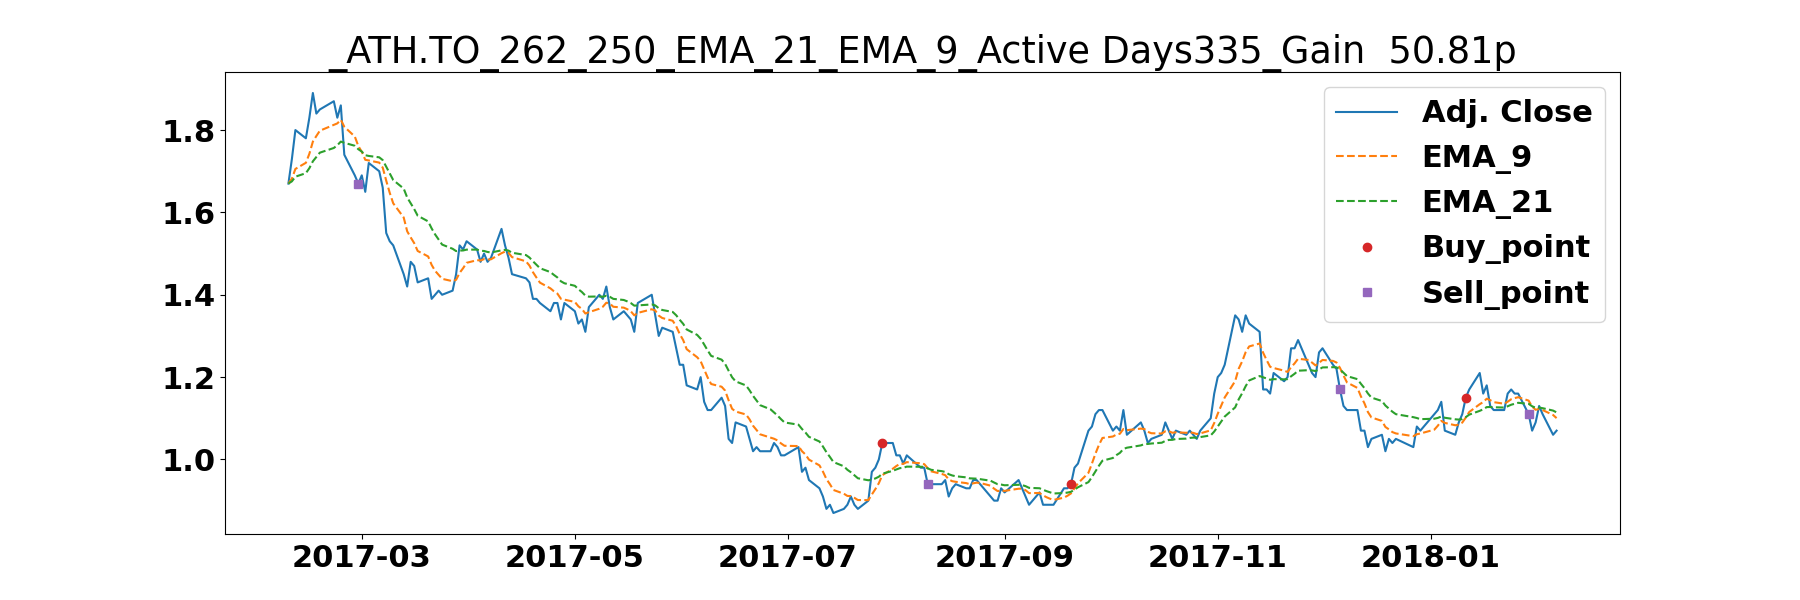 _ATH.TO_262_250_EMA_21_EMA_9_Active Days335_Gain  50.81p
Adj. Close
EMA_9
EMA_21
Buy_point
Sell_point
1.8
1.6
1.4
1.2
1.0
2017-03 2017-05 2017-07 2017-09 2017-11 2018-01